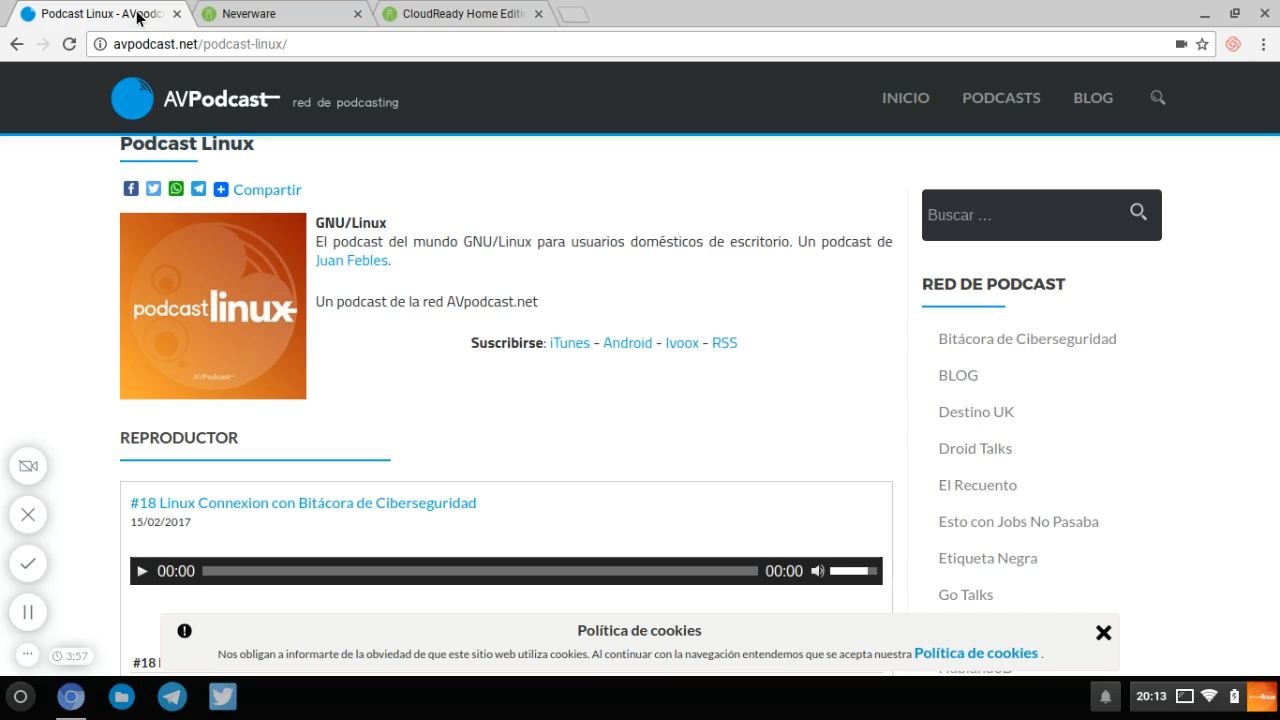 Podcast Linux - AVpodc
Neverware
CloudReady Home Editi
avpodcast.net/podcast-linux/
AVPodcast
red de podcasting
INICIO
PODCASTS
BLOG
Podcast Linux
Compartir
podcastlinux
AVPodcast
GNU/Linux
El podcast del mundo GNU/Linux para usuarios domésticos de escritorio. Un podcast de
Juan Febles.
Un podcast de la red AVpodcast.net
Suscribirse: iTunes - Android - Ivoox - RSS
Buscar …
RED DE PODCAST
Bitácora de Ciberseguridad
BLOG
Destino UK
Droid Talks
El Recuento
Esto con Jobs No Pasaba
Etiqueta Negra
Go Talks
REPRODUCTOR
#18 Linux Connexion con Bitácora de Ciberseguridad
15/02/2017
00:00
00:00
#18
Política de cookies
Nos obligan a informarte de la obviedad de que este sitio web utiliza cookies. Al continuar con la navegación entendemos que se acepta nuestra Política de cookies .
3:57
20:13